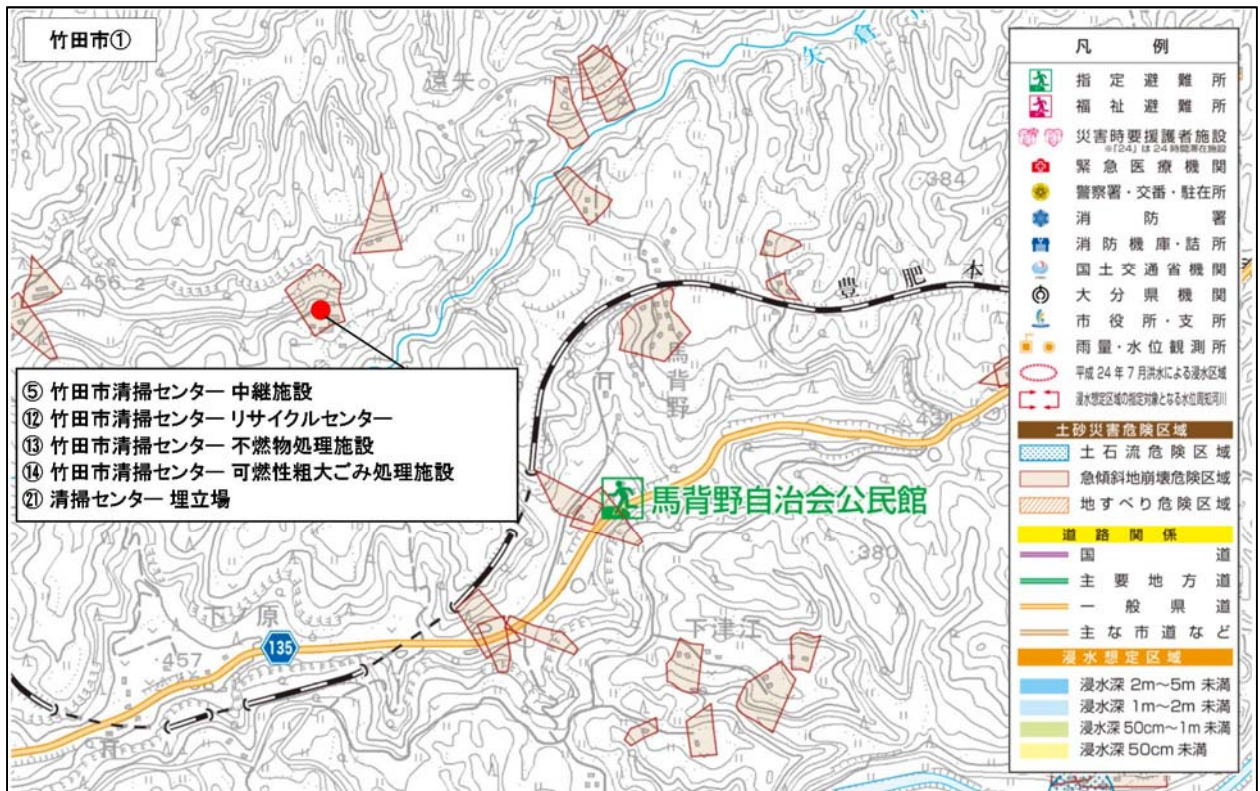 竹田市①
矢倉
遠矢
384
456.2
豊肥本
馬背野
⑤ 竹田市清掃センター 中継施設
⑫ 竹田市清掃センター リサイクルセンター
⑬ 竹田市清掃センター 不燃物処理施設
⑭ 竹田市清掃センター 可燃性粗大ごみ処理施設
㉑ 清掃センター 埋立場
馬背野自治会公民館
380
下津江
135
457
凡例
指定避難所
福祉避難所
災害時要援護者施設
※「24」は24時間滞在施設
緊急医療機関
警察署・交番・駐在所
消防署
消防機庫・詰所
国土交通省機関
大分県機関
市役所・支所
雨量・水位観測所
平成24年7月洪水による浸水区域
浸水想定区域の指定対象となる水位周知河川
土砂災害危険区域
土石流危険区域
急傾斜地崩壊危険区域
地すべり危険区域
道路関係
国道
主要地方道
一般県道
主な市道など
浸水想定区域
浸水深 2m～5m 未満
浸水深 1m～2m 未満
浸水深 50cm～1m 未満
浸水深 50cm 未満